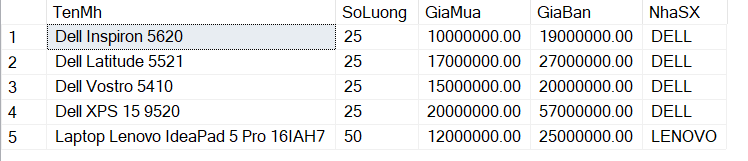 TenMh SoLuong GiaMua GiaBan NhaSX
1 Dell Inspiron 5620 25 10000000.00 19000000.00 DELL
2 Dell Latitude 5521 25 17000000.00 27000000.00 DELL
3 Dell Vostro 5410 25 15000000.00 20000000.00 DELL
4 Dell XPS 15 9520 25 20000000.00 57000000.00 DELL
5 Laptop Lenovo IdeaPad 5 Pro 16IAH7 50 12000000.00 25000000.00 LENOVO